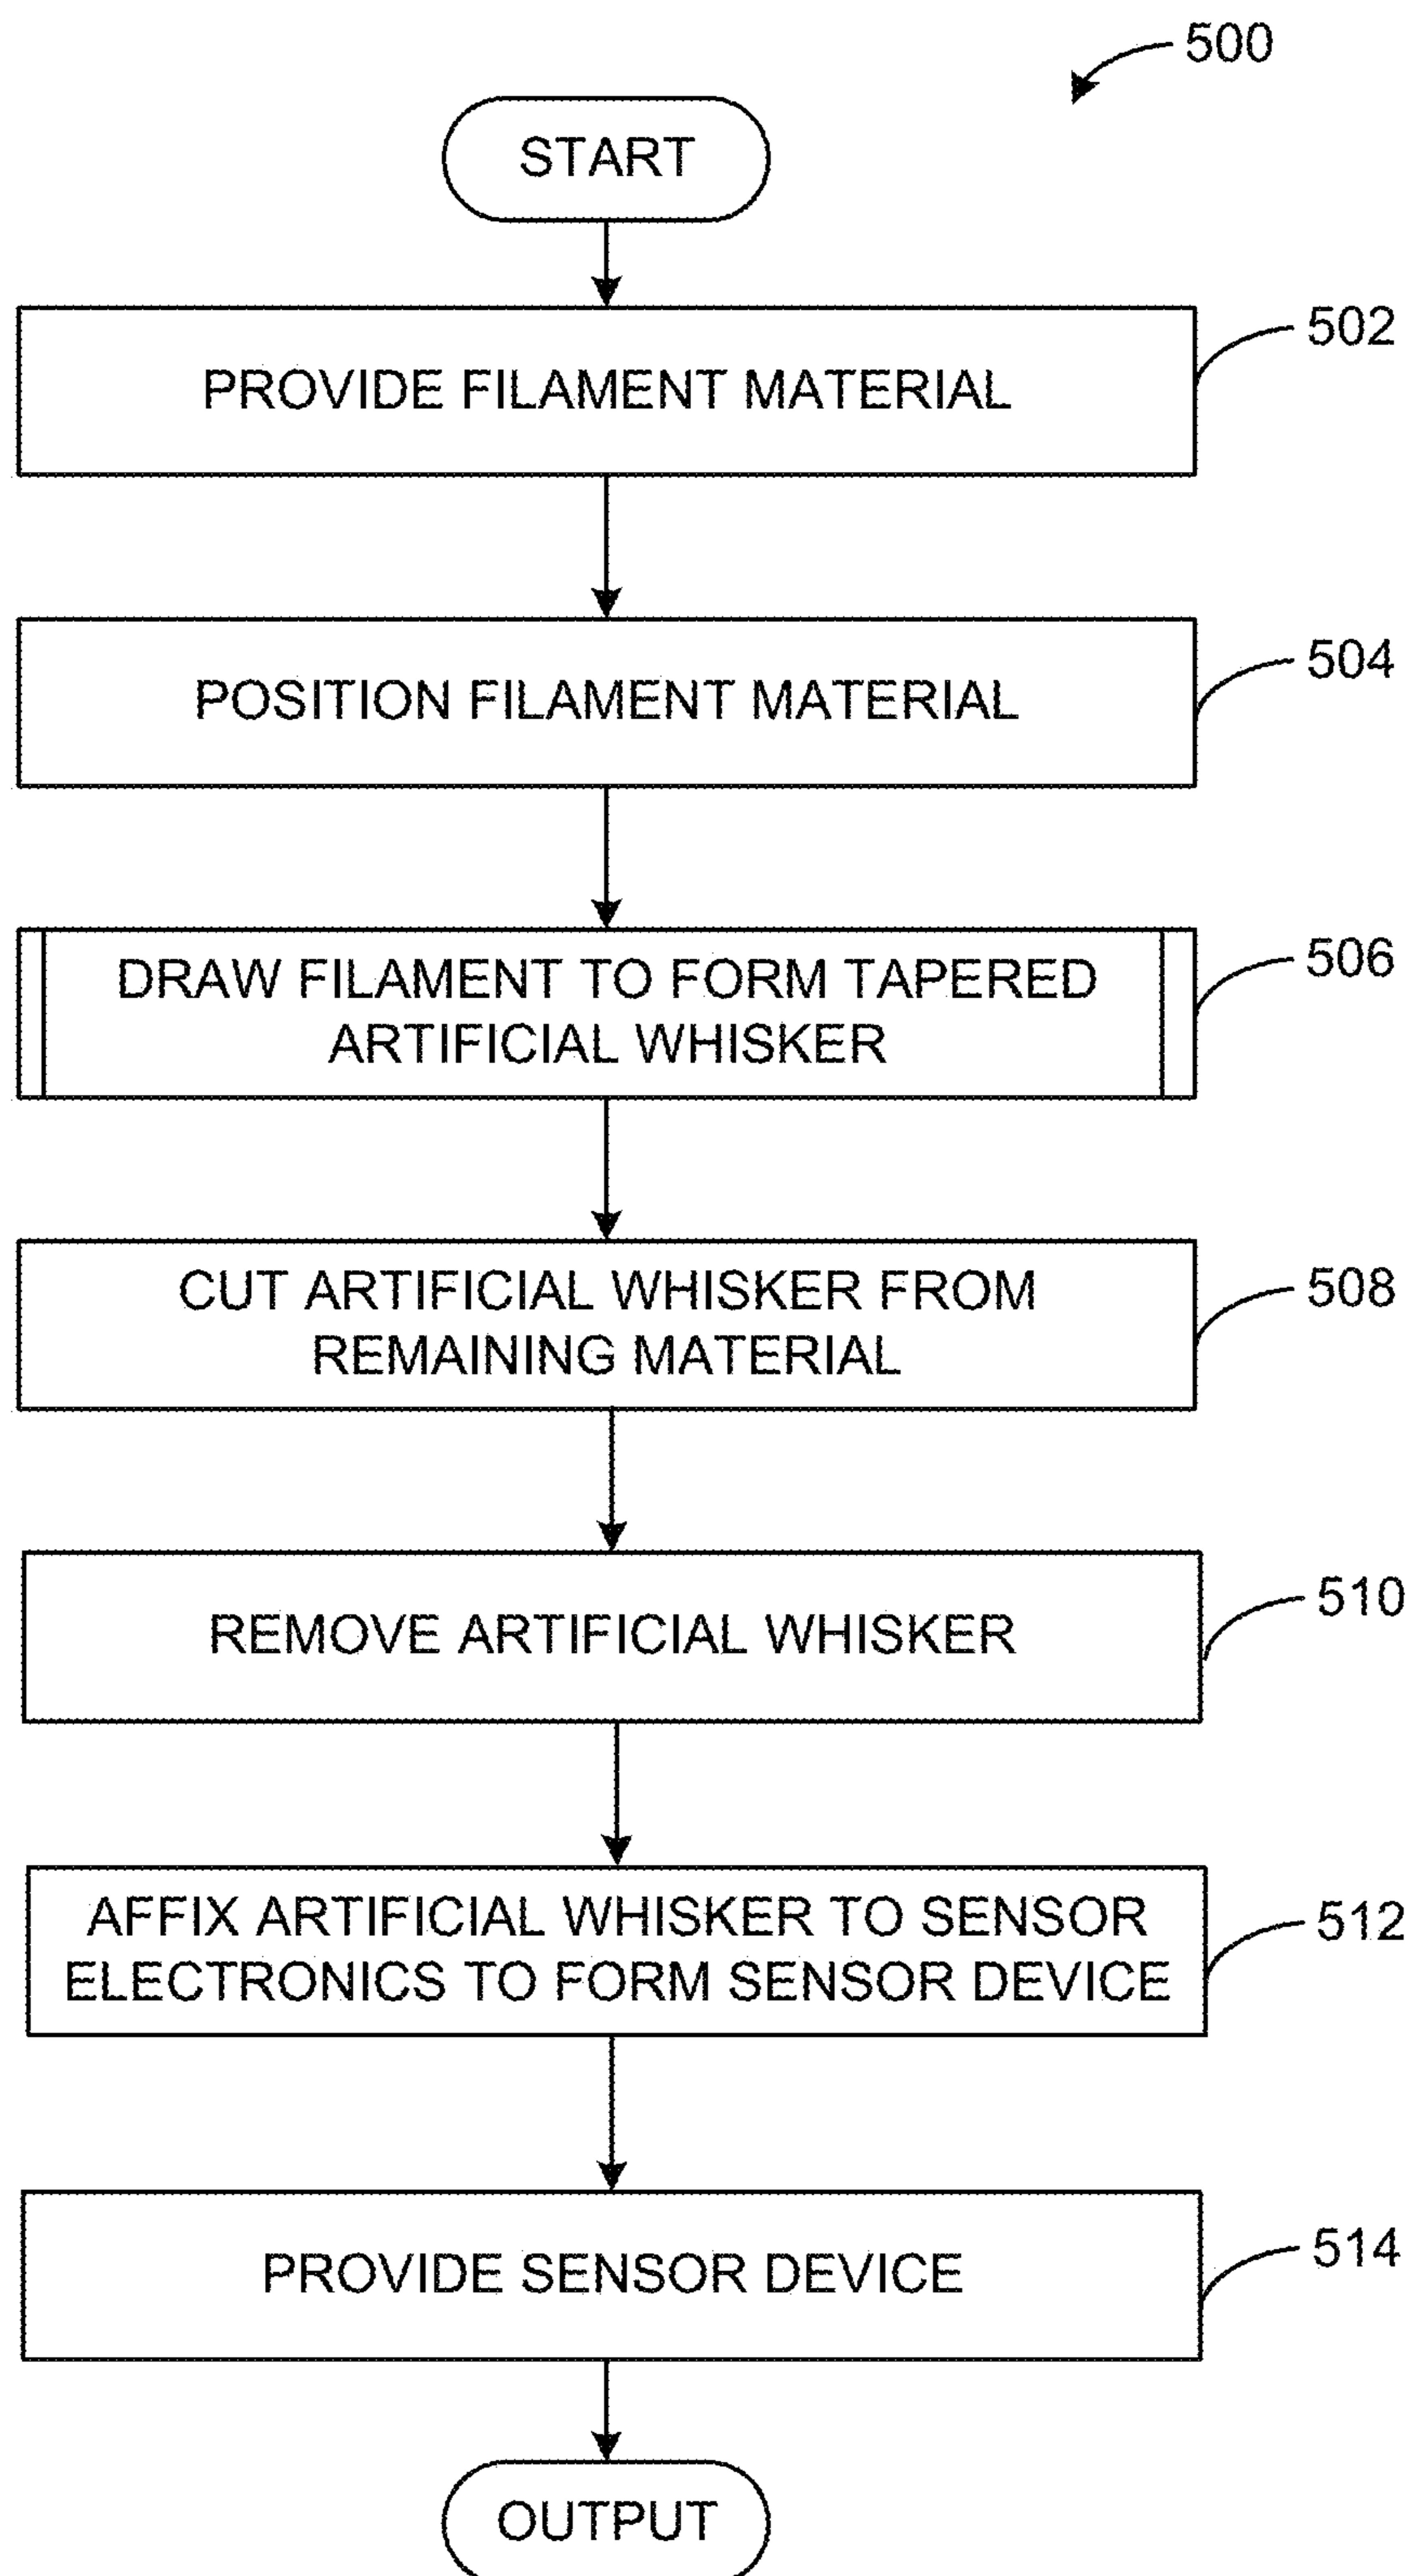 500
START
PROVIDE FILAMENT MATERIAL
502
POSITION FILAMENT MATERIAL
504
DRAW FILAMENT TO FORM TAPERED
ARTIFICIAL WHISKER
506
CUT ARTIFICIAL WHISKER FROM
REMAINING MATERIAL
508
REMOVE ARTIFICIAL WHISKER
510
AFFIX ARTIFICIAL WHISKER TO SENSOR
ELECTRONICS TO FORM SENSOR DEVICE
512
PROVIDE SENSOR DEVICE
514
OUTPUT